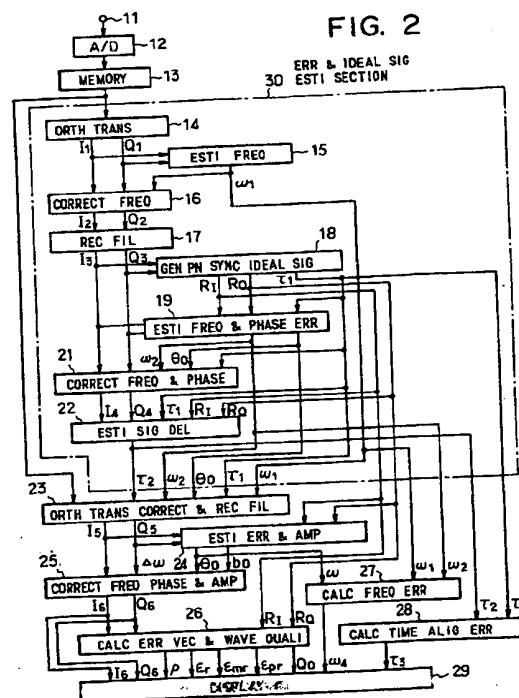 FIG. 2
11
A/D 12
MEMORY 13
ERR & IDEAL SIG
ESTI SECTION
30
ORTH TRANS 14
I1 Q1
ESTI FREQ 15
ω1
CORRECT FREQ 16
I2 Q2
REC FIL 17
I3 Q3
18
GEN PN SYNC IDEAL SIG
RI RQ τ1
19
ESTI FREQ & PHASE ERR
21 ω2 θ0
CORRECT FREQ & PHASE
22 I4 Q4 τ1 RI RQ
ESTI SIG DEL
23 τ2 ω2 θ0 τ1 ω1
ORTH TRANS CORRECT & REC FIL
I5 Q5
ESTI ERR & AMP
24
25 Δω θ0 b0
CORRECT FREQ PHASE & AMP
ω 27 ω1 ω2
CALC FREQ ERR
I6 Q6 26 RI RQ
28 τ2
CALC ERR VEC & WAVE QUALI
CALC TIME ALIG ERR
I6 Q6 ρ εr εmr εpr Q0 ω4 τ3
29